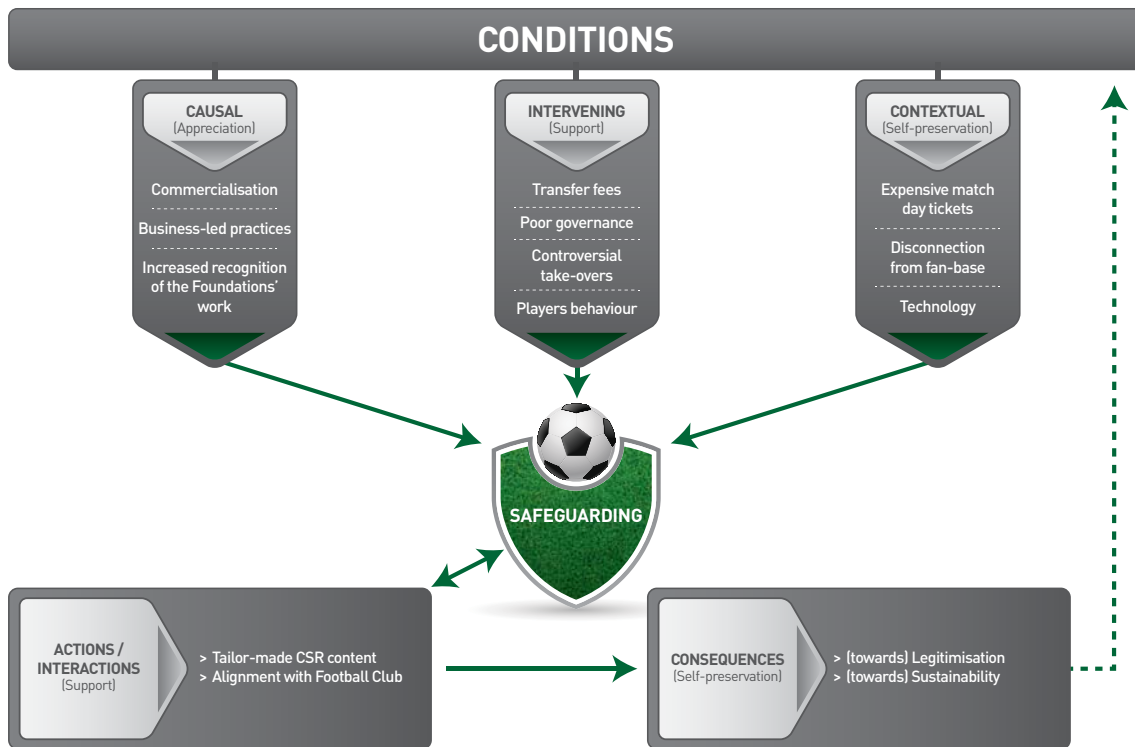 CONDITIONS
CAUSAL
(Appreciation)
Commercialisation
Business-led practices
Increased recognition
of the Foundations’
work
INTERVENING
(Support)
Transfer fees
Poor governance
Controversial
take-overs
Players behaviour
CONTEXTUAL
(Self-preservation)
Expensive match
day tickets
Disconnection
from fan-base
Technology
SAFEGUARDING
ACTIONS /
INTERACTIONS
(Support)
> Tailor-made CSR content
> Alignment with Football Club
CONSEQUENCES
(Self-preservation)
> (towards) Legitimisation
> (towards) Sustainability